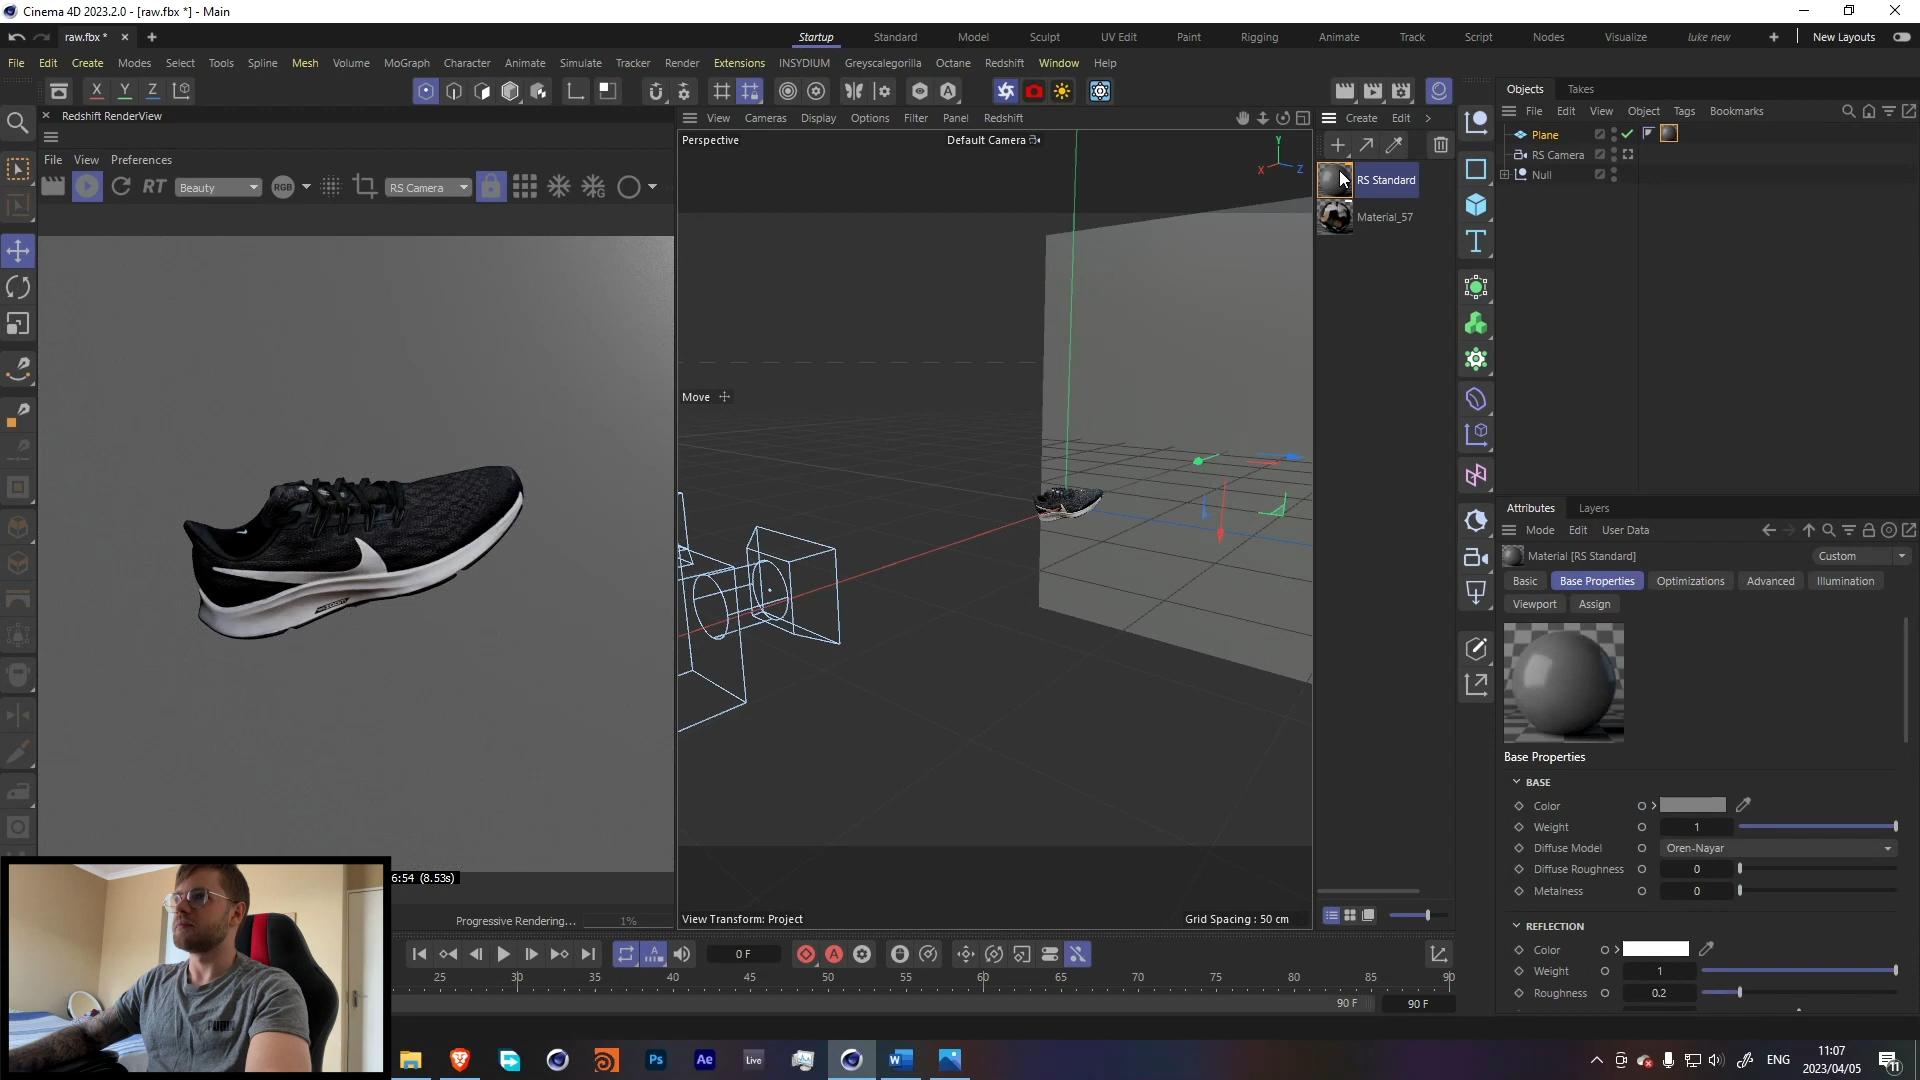 Cinema 4D 2023.2.0 - [raw.fbx *] - Main
raw.fbx *
Startup Standard Model Sculpt UV Edit Paint Rigging Animate Track Script Nodes Visualize luke new New Layouts
File Edit Create Modes Select Tools Spline Mesh Volume MoGraph Character Animate Simulate Tracker Render Extensions INSYDIUM Greyscalegorilla Octane Redshift Window Help
X Y Z
Redshift RenderView
File View Preferences
RT Beauty RGB RS Camera
View Cameras Display Options Filter Panel Redshift
Perspective Default Camera
Y
X Z
Move
View Transform: Project Grid Spacing : 50 cm
6:54 (8.53s)
Progressive Rendering... 1%
Create Edit
RS Standard
Material_57
Objects Takes
File Edit View Object Tags Bookmarks
Plane
RS Camera
Null
Attributes Layers
Mode Edit User Data
Material [RS Standard] Custom
Basic Base Properties Optimizations Advanced Illumination
Viewport Assign
Base Properties
BASE
Color
Weight 1
Diffuse Model Oren-Nayar
Diffuse Roughness 0
Metalness 0
REFLECTION
Color
Weight 1
Roughness 0.2
0 F
25 30 35 40 45 50 55 60 65 70 75 80 85 90
90 F 90 F
Ps Ae Live
ENG
11:07
2023/04/05
11